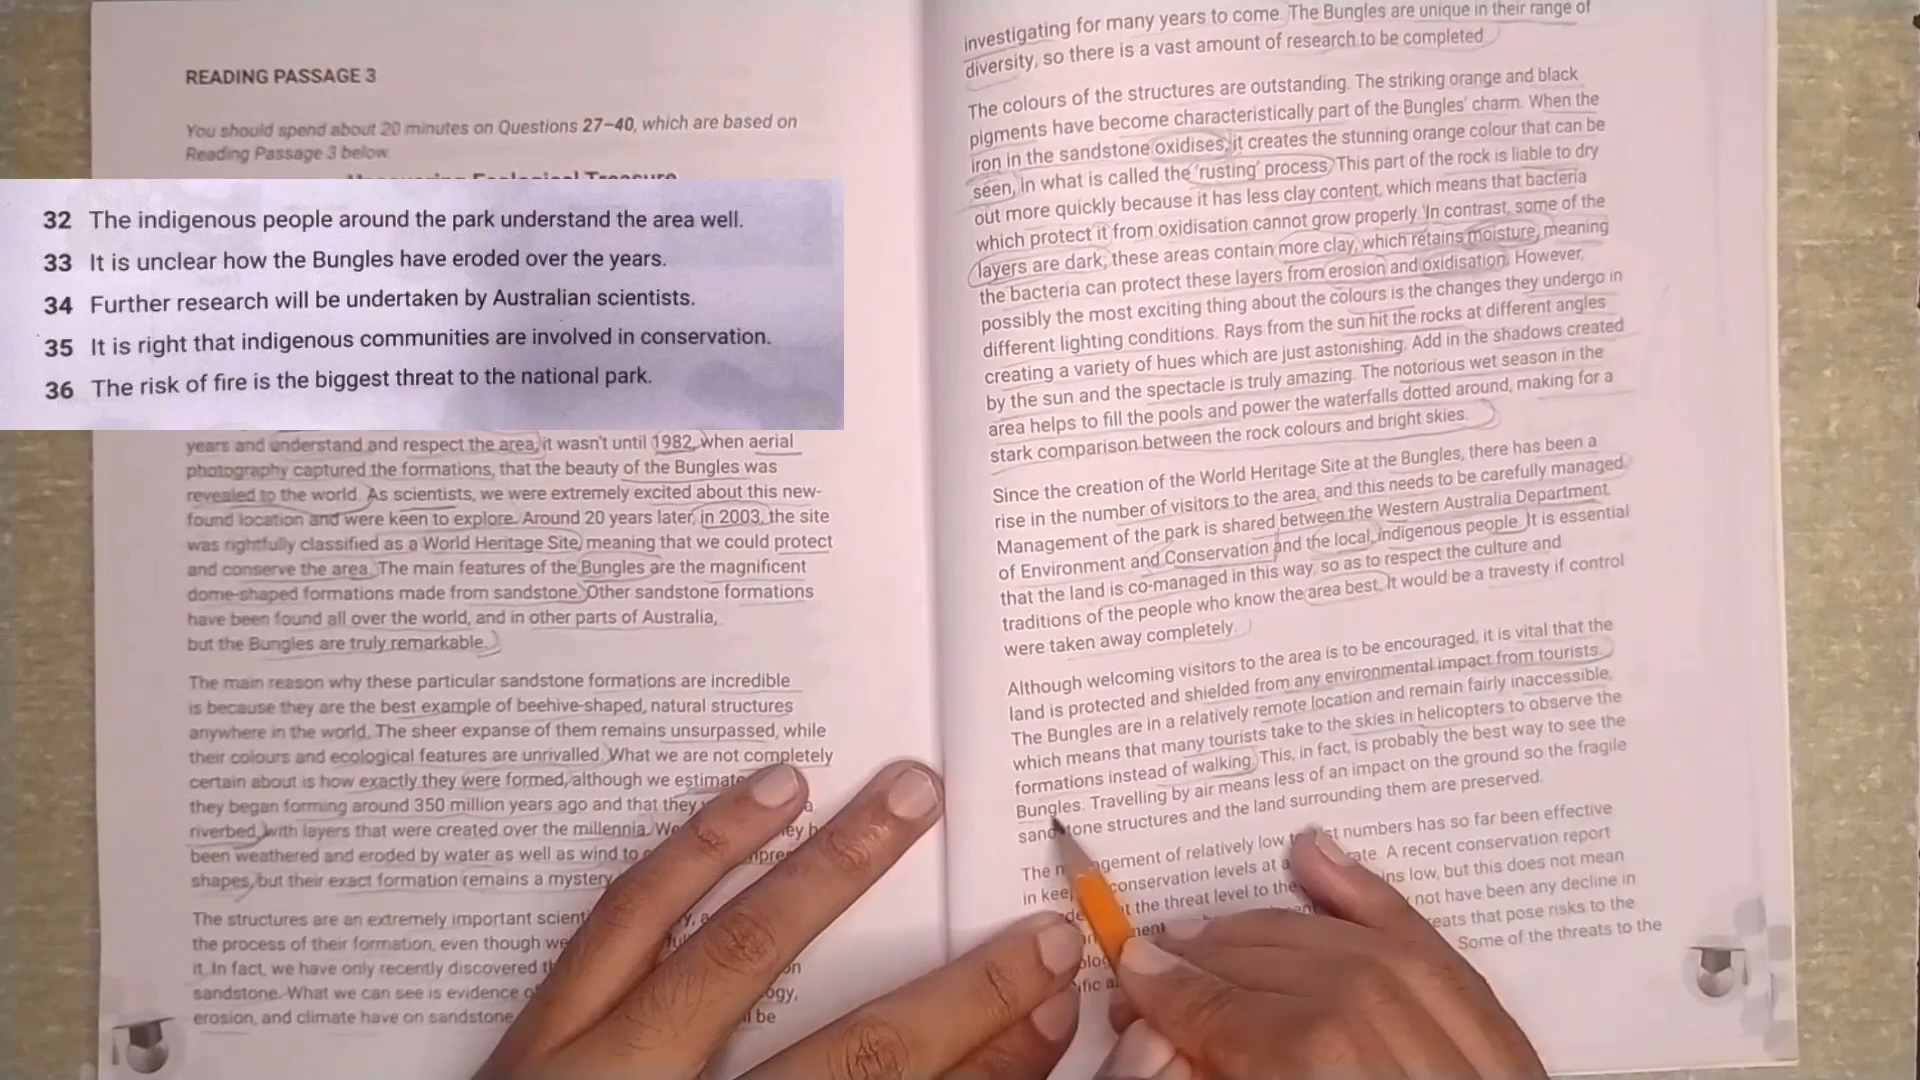 READING PASSAGE 3
You should spend about 20 minutes on Questions 27–40, which are based on
Reading Passage 3 below.
32 The indigenous people around the park understand the area well.
33 It is unclear how the Bungles have eroded over the years.
34 Further research will be undertaken by Australian scientists.
35 It is right that indigenous communities are involved in conservation.
36 The risk of fire is the biggest threat to the national park.
years and understand and respect the area, it wasn't until 1982, when aerial
photography captured the formations, that the beauty of the Bungles was
revealed to the world. As scientists, we were extremely excited about this new-
found location and were keen to explore. Around 20 years later, in 2003, the site
was rightfully classified as a World Heritage Site, meaning that we could protect
and conserve the area. The main features of the Bungles are the magnificent
dome-shaped formations made from sandstone. Other sandstone formations
have been found all over the world, and in other parts of Australia,
but the Bungles are truly remarkable.
The main reason why these particular sandstone formations are incredible
is because they are the best example of beehive-shaped, natural structures
anywhere in the world. The sheer expanse of them remains unsurpassed, while
their colours and ecological features are unrivalled. What we are not completely
certain about is how exactly they were formed, although we estimate
they began forming around 350 million years ago and that they
riverbed, with layers that were created over the millennia.
been weathered and eroded by water as well as wind to
shapes, but their exact formation remains a mystery
The structures are an extremely important
the process of their formation, even though we
it. In fact, we have only recently discovered
sandstone. What we can see is evidence
erosion, and climate have on sandstone be
investigating for many years to come. The Bungles are unique in their range of
diversity, so there is a vast amount of research to be completed.
The colours of the structures are outstanding. The striking orange and black
pigments have become characteristically part of the Bungles' charm. When the
iron in the sandstone oxidises, it creates the stunning orange colour that can be
seen, in what is called the 'rusting' process. This part of the rock is liable to dry
out more quickly because it has less clay content, which means that bacteria
which protect it from oxidisation cannot grow properly. In contrast, some of the
layers are dark; these areas contain more clay, which retains moisture, meaning
the bacteria can protect these layers from erosion and oxidisation. However,
possibly the most exciting thing about the colours is the changes they undergo in
different lighting conditions. Rays from the sun hit the rocks at different angles
creating a variety of hues which are just astonishing. Add in the shadows created
by the sun and the spectacle is truly amazing. The notorious wet season in the
area helps to fill the pools and power the waterfalls dotted around, making for a
stark comparison between the rock colours and bright skies.
Since the creation of the World Heritage Site at the Bungles, there has been a
rise in the number of visitors to the area, and this needs to be carefully managed.
Management of the park is shared between the Western Australia Department
of Environment and Conservation and the local, indigenous people. It is essential
that the land is co-managed in this way, so as to respect the culture and
traditions of the people who know the area best. It would be a travesty if control
were taken away completely.
Although welcoming visitors to the area is to be encouraged, it is vital that the
land is protected and shielded from any environmental impact from tourists.
The Bungles are in a relatively remote location and remain fairly inaccessible,
which means that many tourists take to the skies in helicopters to observe the
formations instead of walking. This, in fact, is probably the best way to see the
Bungles. Travelling by air means less of an impact on the ground so the fragile
sandstone structures and the land surrounding them are preserved.
The management of relatively low numbers has so far been effective
in conservation levels at a A recent conservation report
the threat level to the low, but this does not mean
not have been any decline in
that pose risks to the
Some of the threats to the